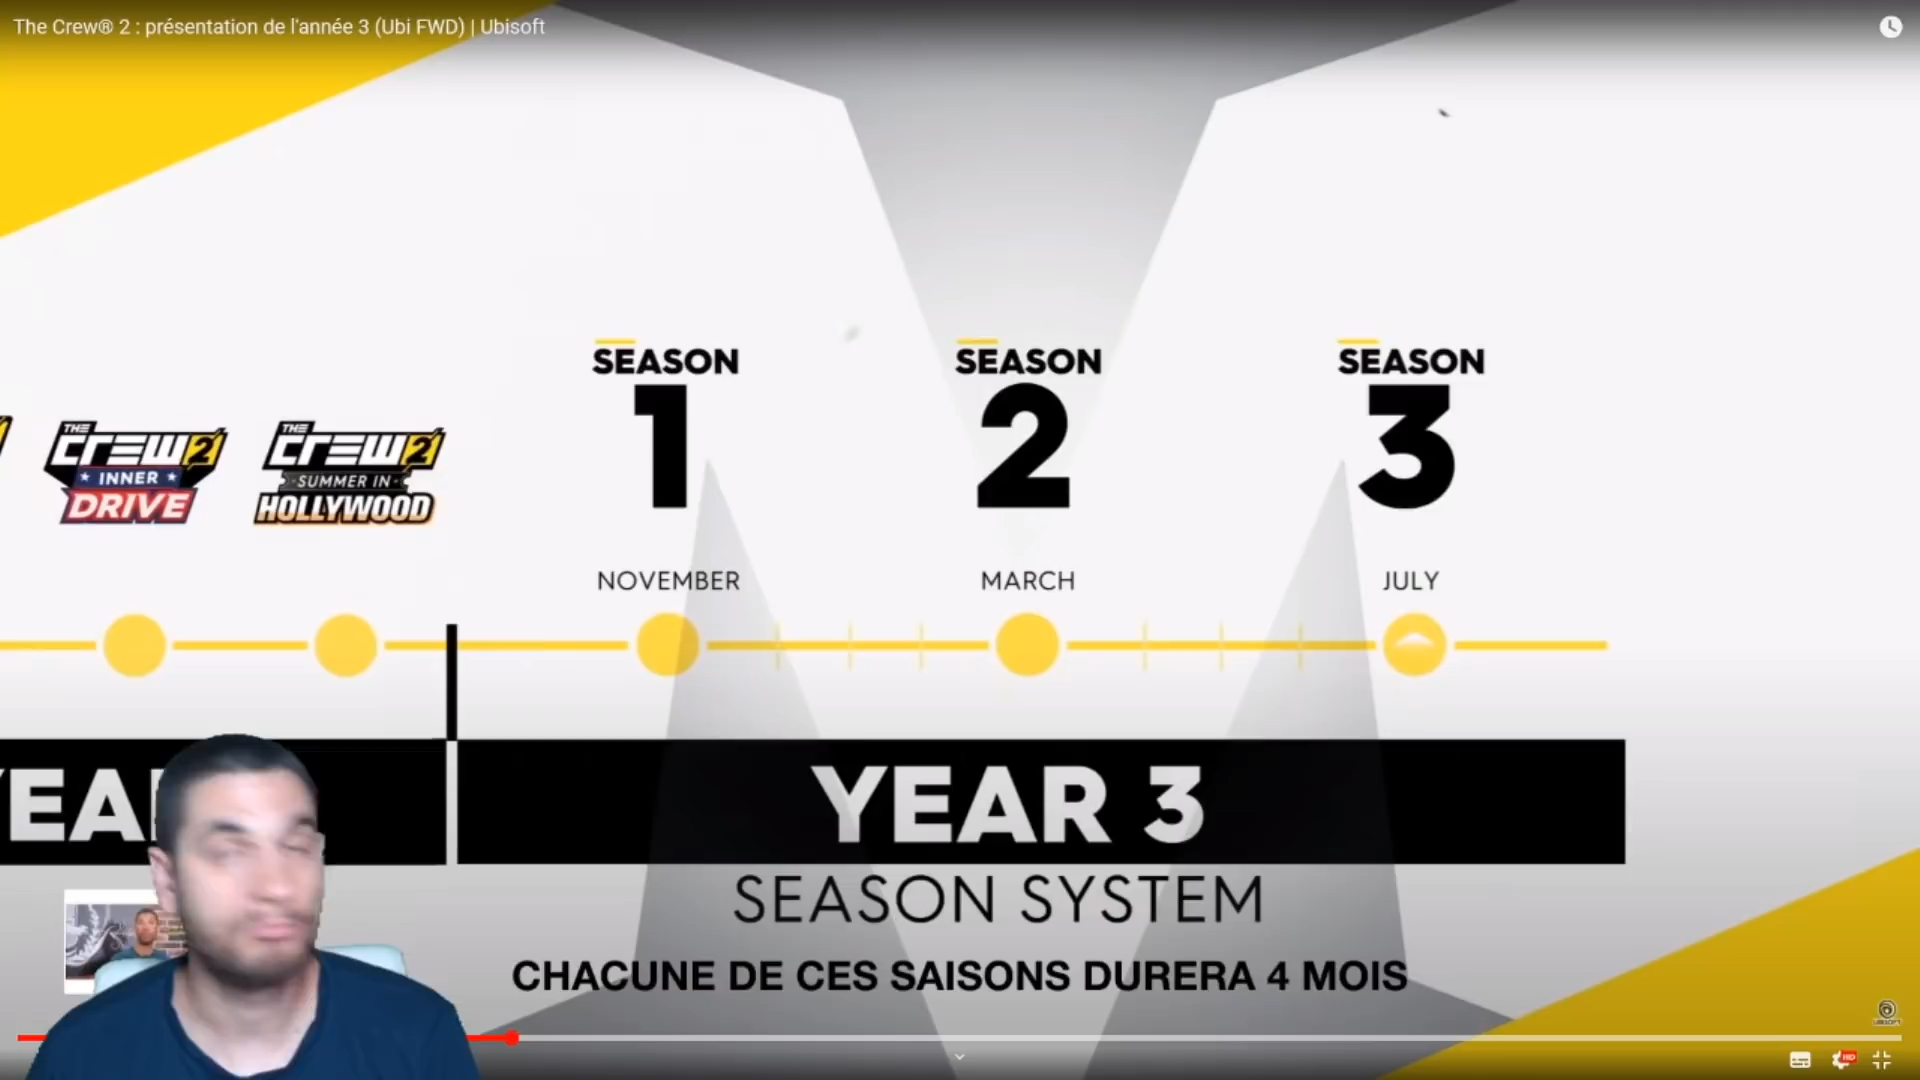 The Crew® 2 : présentation de l'année 3 (Ubi FWD) | Ubisoft
SEASON
1
SEASON
2
SEASON
3
THE
CREW 2
INNER
DRIVE
THE
CREW 2
SUMMER IN
HOLLYWOOD
NOVEMBER
MARCH
JULY
YEAR 3
SEASON SYSTEM
CHACUNE DE CES SAISONS DURERA 4 MOIS
UBISOFT
HD